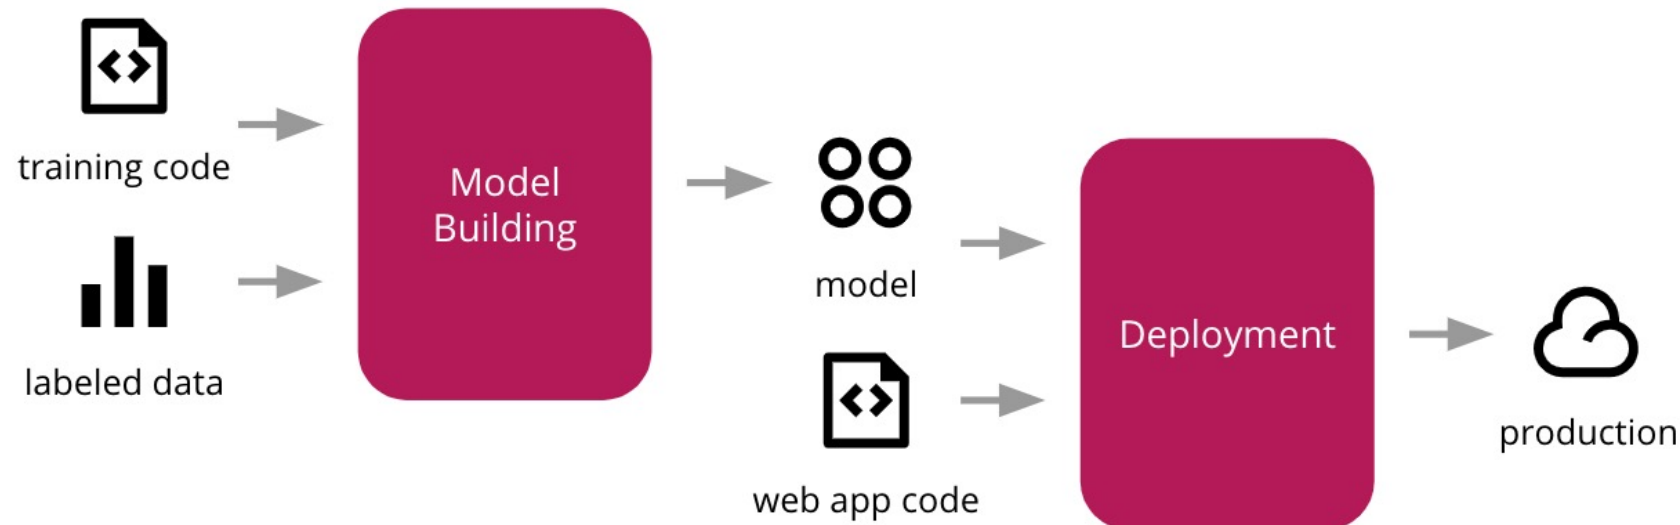 training code
labeled data
Model
Building
model
web app code
Deployment
production